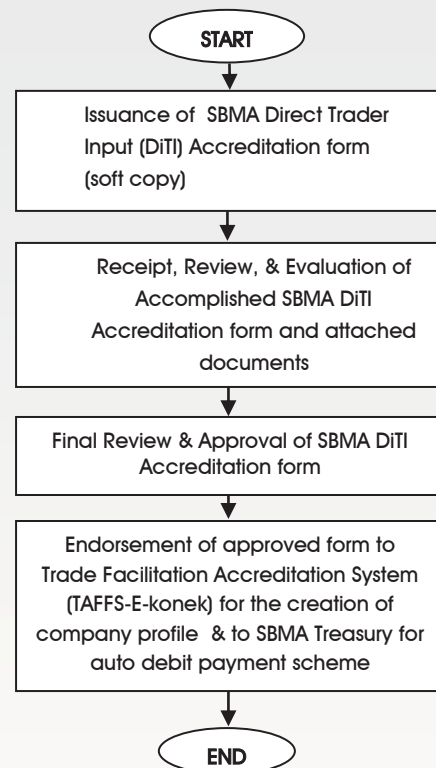 START
Issuance of SBMA Direct Trader
Input (DiTI) Accreditation form
(soft copy)
Receipt, Review, & Evaluation of
Accomplished SBMA DiTI
Accreditation form and attached
documents
Final Review & Approval of SBMA DiTI
Accreditation form
Endorsement of approved form to
Trade Facilitation Accreditation System
(TAFFS-E-konek) for the creation of
company profile & to SBMA Treasury for
auto debit payment scheme
END